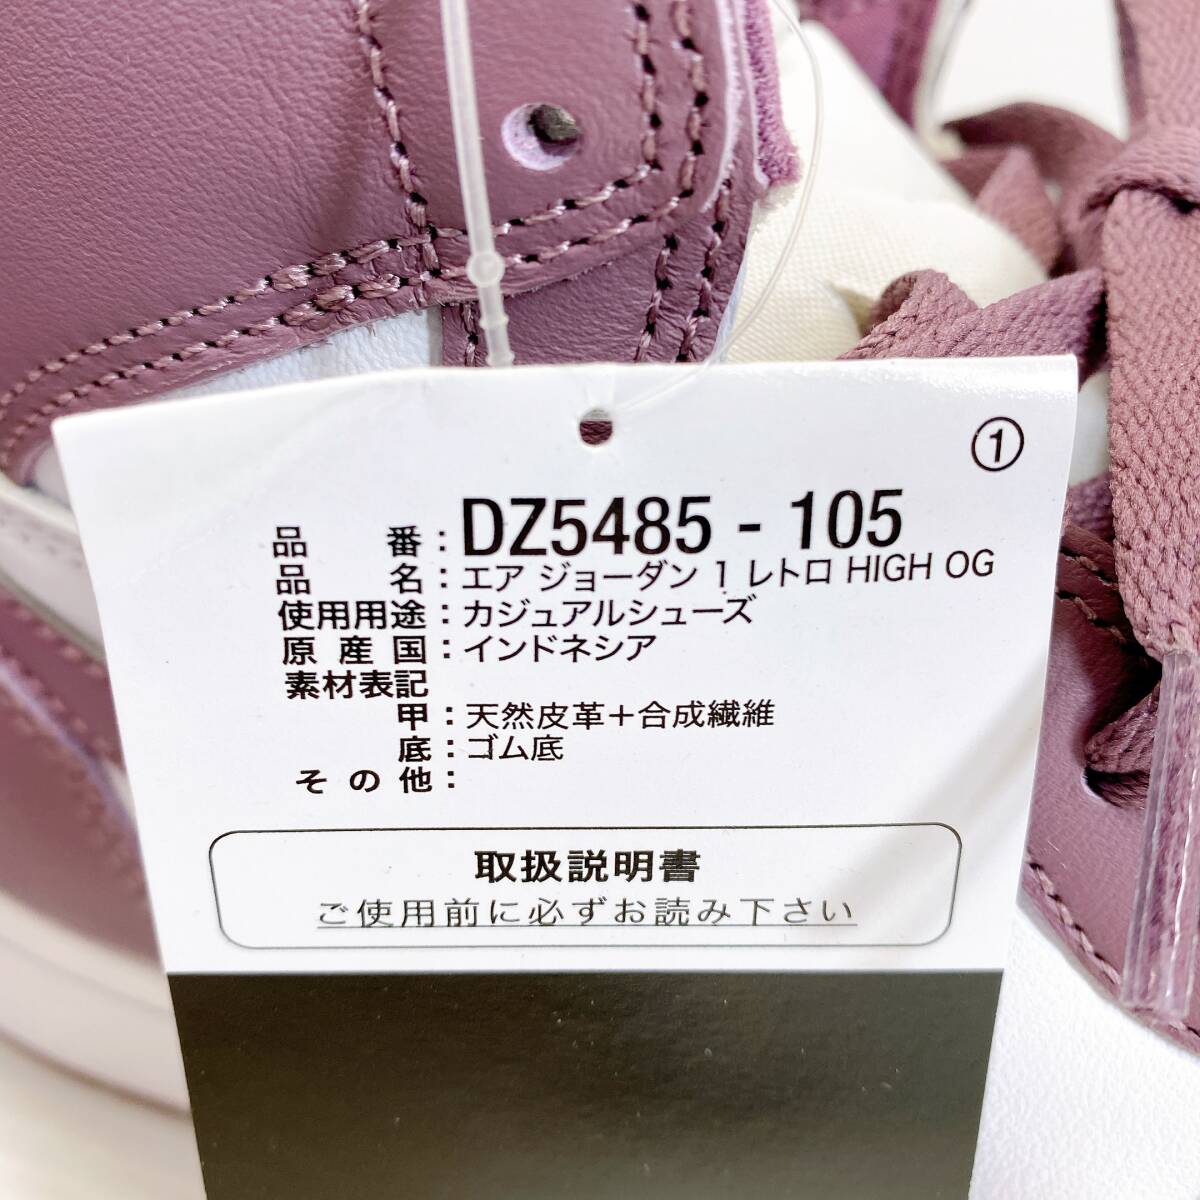 ①
品 番：DZ5485 - 105
品 名：エア ジョーダン 1 レトロ HIGH OG
使用用途：カジュアルシューズ
原 産 国：インドネシア
素材表記
甲：天然皮革＋合成繊維
底：ゴム底
そ の 他：
取扱説明書
ご使用前に必ずお読み下さい